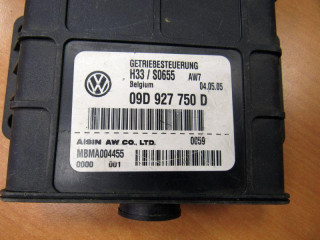 GETRIEBESTEUERUNG
H33 / S0655 AW7
Belgium 04.05.05
09D 927 750 D
AISIN AW CO., LTD. 0059
MBMA004455
0000 001